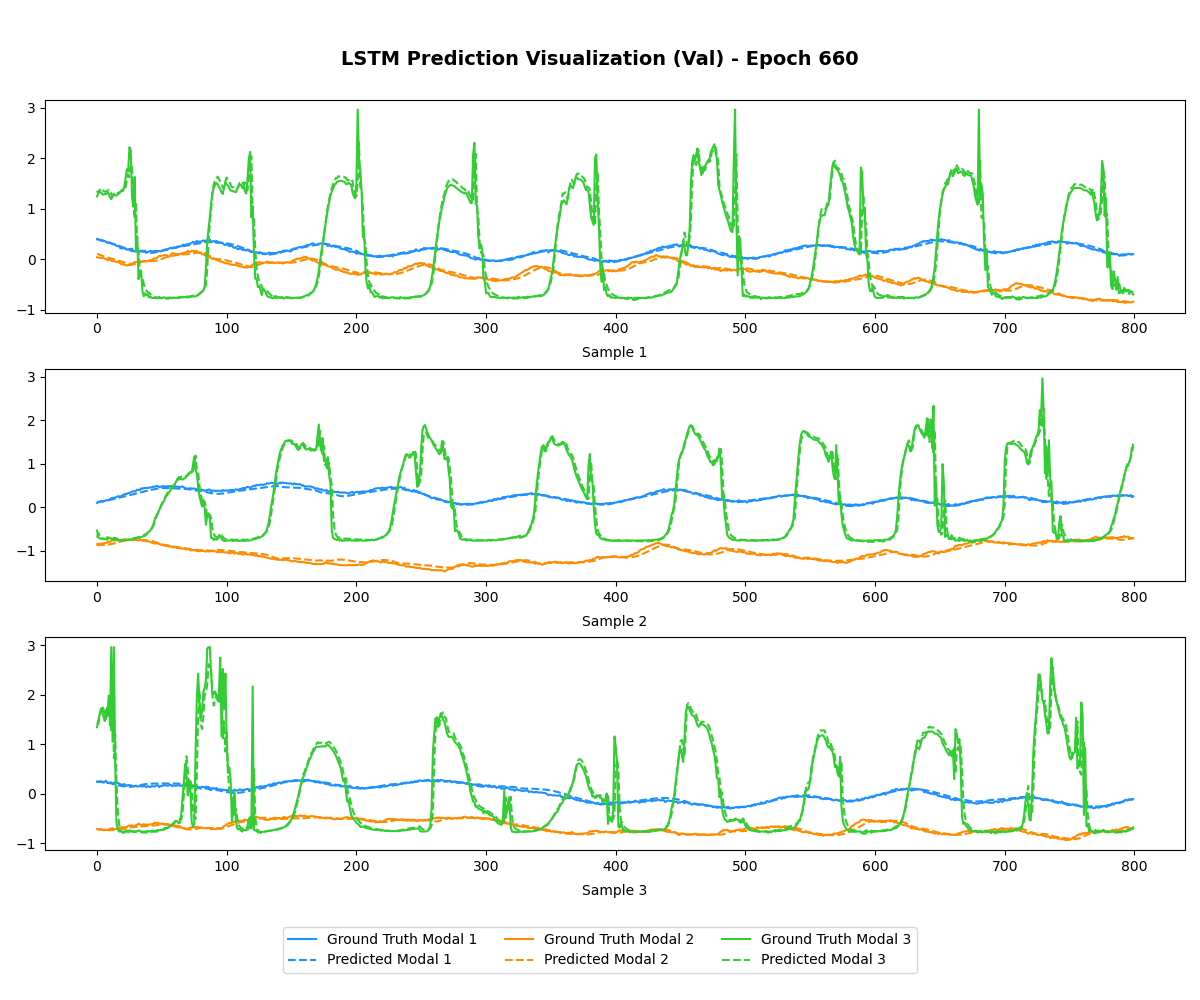 LSTM Prediction Visualization (Val) - Epoch 660
3
2
1
0
−1
0 100 200 300 400 500 600 700 800
Sample 1
3
2
1
0
−1
0 100 200 300 400 500 600 700 800
Sample 2
3
2
1
0
−1
0 100 200 300 400 500 600 700 800
Sample 3
Ground Truth Modal 1 Ground Truth Modal 2 Ground Truth Modal 3
Predicted Modal 1 Predicted Modal 2 Predicted Modal 3